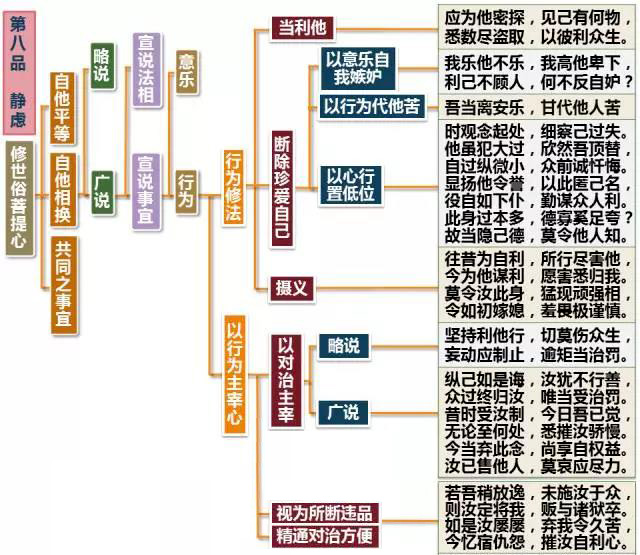 第八品 静虑
修世俗菩提心
自他平等
自他相换
共同之事宜
略说
广说
宣说法相
宣说事宜
意乐
行为
行为修法
以行为主宰心
当利他
断除珍爱自己
摄义
以对治主宰
视为所断违品
精通对治方便
以意乐自我嫉妒
以行为代他苦
以心行置低位
略说
广说
应为他密探，见己有何物，
悉数尽盗取，以彼利众生。
我乐他不乐，我高他卑下，
利己不顾人，何不反自妒？
吾当离安乐，甘代他人苦
时观念起处，细察己过失。
他虽犯大过，欣然吾顶替，
自过纵微小，众前诚忏悔。
显扬他令誉，以此匿己名，
役自如下仆，勤谋众人利。
此身过本多，德寡奚足夸？
故当隐己德，莫令他人知。
往昔为自利，所行尽害他，
今为他谋利，愿害悉归我。
莫令汝此身，猛现顽强相，
令如初嫁媳，羞畏极谨慎。
坚持利他行，切莫伤众生，
妄动应制止，逾矩当治罚。
纵己如是诲，汝犹不行善，
众过终归汝，唯当受治罚。
昔时受汝制，今日吾已觉，
无论至何处，悉摧汝骄慢。
今当弃此念，尚享自权益。
汝已售他人，莫哀应尽力。
若吾稍放逸，未施汝于众，
则汝定将我，贩与诸狱卒。
如是汝屡屡，弃我令久苦，
今忆宿仇怨，摧汝自利心。